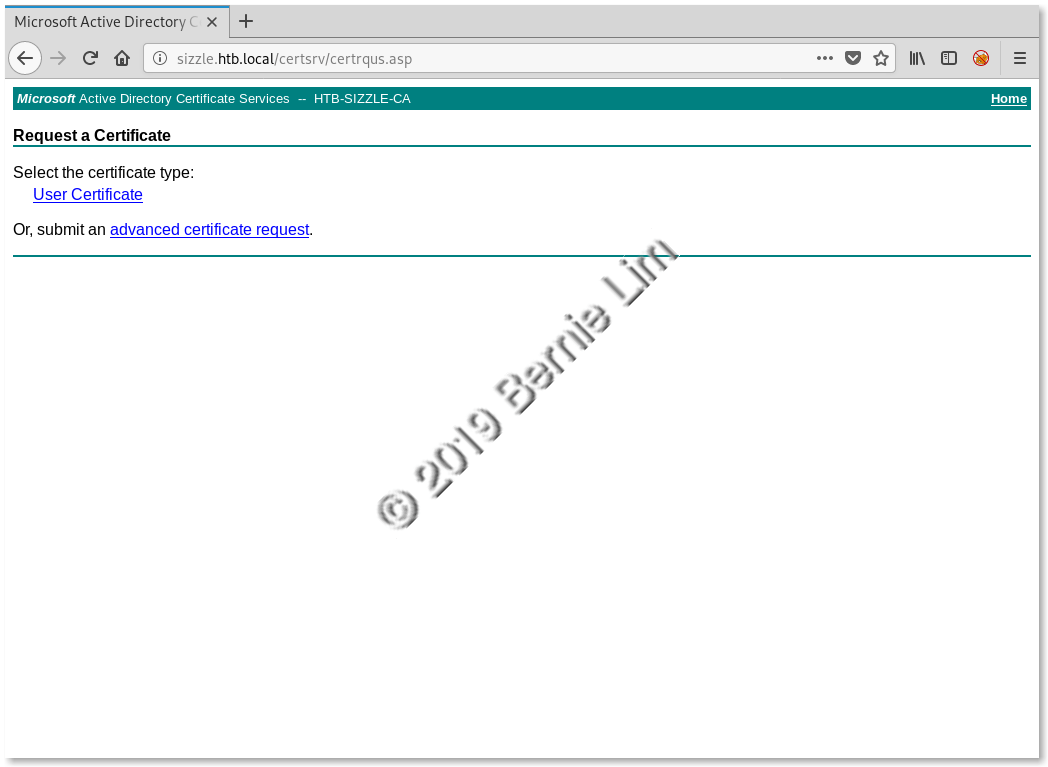 Microsoft Active Directory C
sizzle.htb.local/certsrv/certrqus.asp
Microsoft Active Directory Certificate Services -- HTB-SIZZLE-CA Home
Request a Certificate
Select the certificate type:
User Certificate
Or, submit an advanced certificate request.
© 2019 Bernie Lim